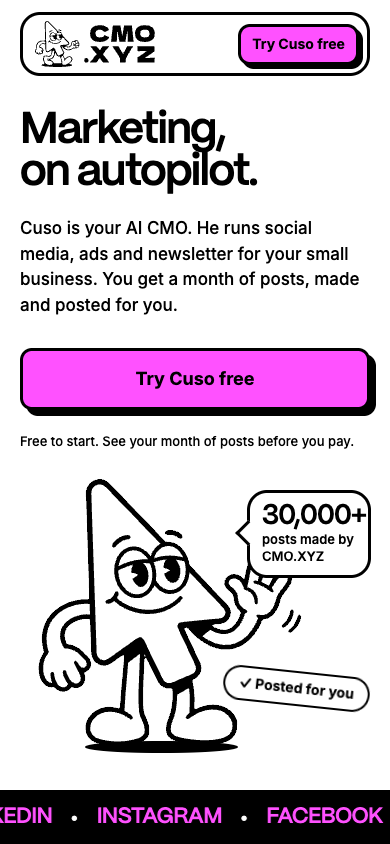 CMO
.XYZ
Try Cuso free
Marketing,
on autopilot.
Cuso is your AI CMO. He runs social
media, ads and newsletter for your small
business. You get a month of posts, made
and posted for you.
Try Cuso free
Free to start. See your month of posts before you pay.
30,000+
posts made by
CMO.XYZ
✓ Posted for you
KEDIN • INSTAGRAM • FACEBOOK